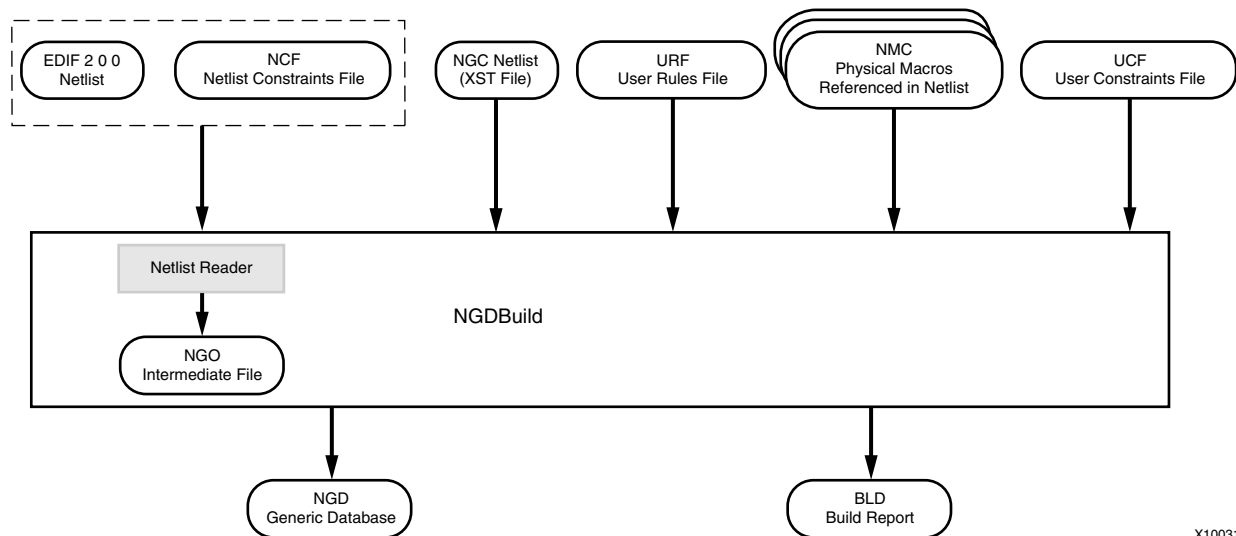 EDIF 2 0 0
Netlist
NCF
Netlist Constraints File
NGC Netlist
(XST File)
URF
User Rules File
NMC
Physical Macros
Referenced in Netlist
UCF
User Constraints File
Netlist Reader
NGDBuild
NGO
Intermediate File
NGD
Generic Database
BLD
Build Report
X10031